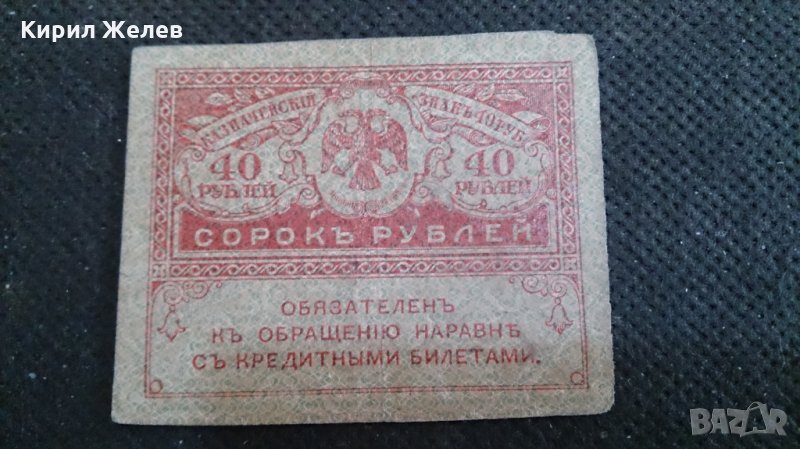 Кирил Желев
КАЗНАЧЕЙСКІЙ ЗНАКЪ 40 РУБ.
40 РУБЛЕЙ
40 РУБЛЕЙ
СОРОКЪ РУБЛЕЙ
ОБЯЗАТЕЛЕНЪ
КЪ ОБРАЩЕНІЮ НАРАВНѢ
СЪ КРЕДИТНЫМИ БИЛЕТАМИ.
BAZAR